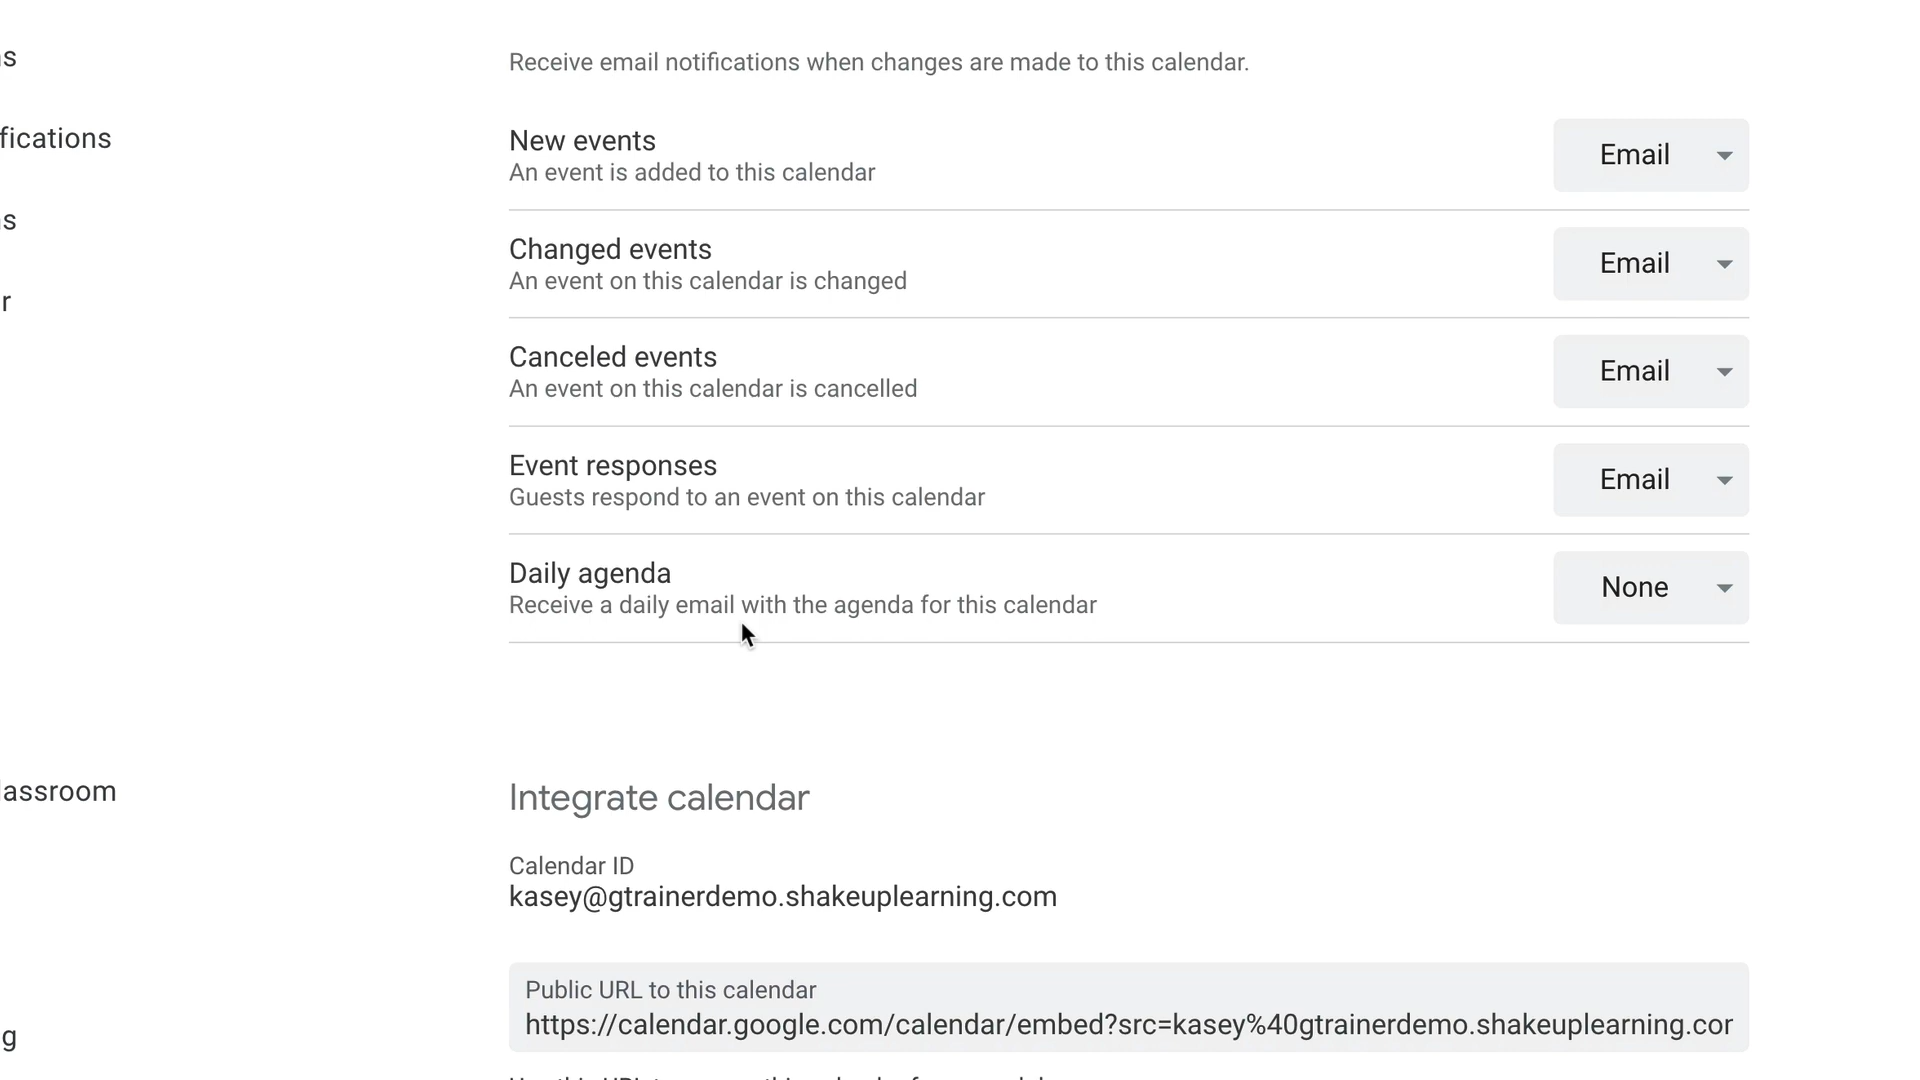 s
Receive email notifications when changes are made to this calendar.
fications
New events
An event is added to this calendar
Email
s
Changed events
An event on this calendar is changed
Email
r
Canceled events
An event on this calendar is cancelled
Email
Event responses
Guests respond to an event on this calendar
Email
Daily agenda
Receive a daily email with the agenda for this calendar
None
lassroom
Integrate calendar
Calendar ID
kasey@gtrainerdemo.shakeuplearning.com
Public URL to this calendar
https://calendar.google.com/calendar/embed?src=kasey%40gtrainerdemo.shakeuplearning.cor
g